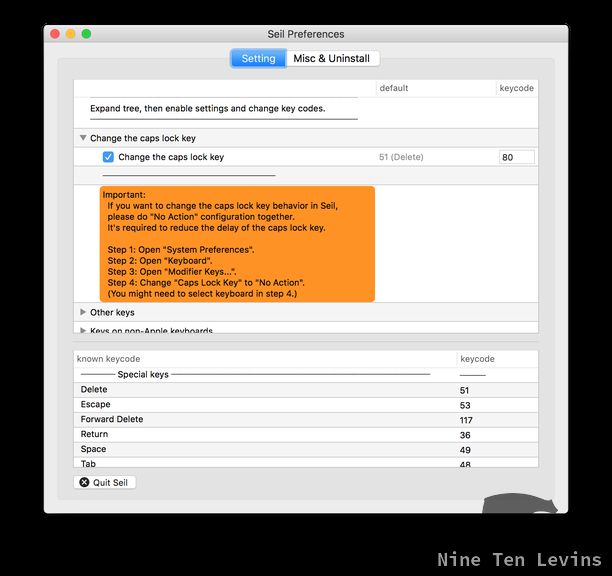 Seil Preferences
Setting Misc & Uninstall
default keycode
Expand tree, then enable settings and change key codes.
Change the caps lock key
Change the caps lock key 51 (Delete) 80
Important:
If you want to change the caps lock key behavior in Seil,
please do "No Action" configuration together.
It's required to reduce the delay of the caps lock key.
Step 1: Open "System Preferences".
Step 2: Open "Keyboard".
Step 3: Open "Modifier Keys...".
Step 4: Change "Caps Lock Key" to "No Action".
(You might need to select keyboard in step 4.)
Other keys
Keys on non-Apple keyboards
known keycode keycode
Special keys
Delete 51
Escape 53
Forward Delete 117
Return 36
Space 49
Tab 48
Quit Seil
Nine Ten Levins